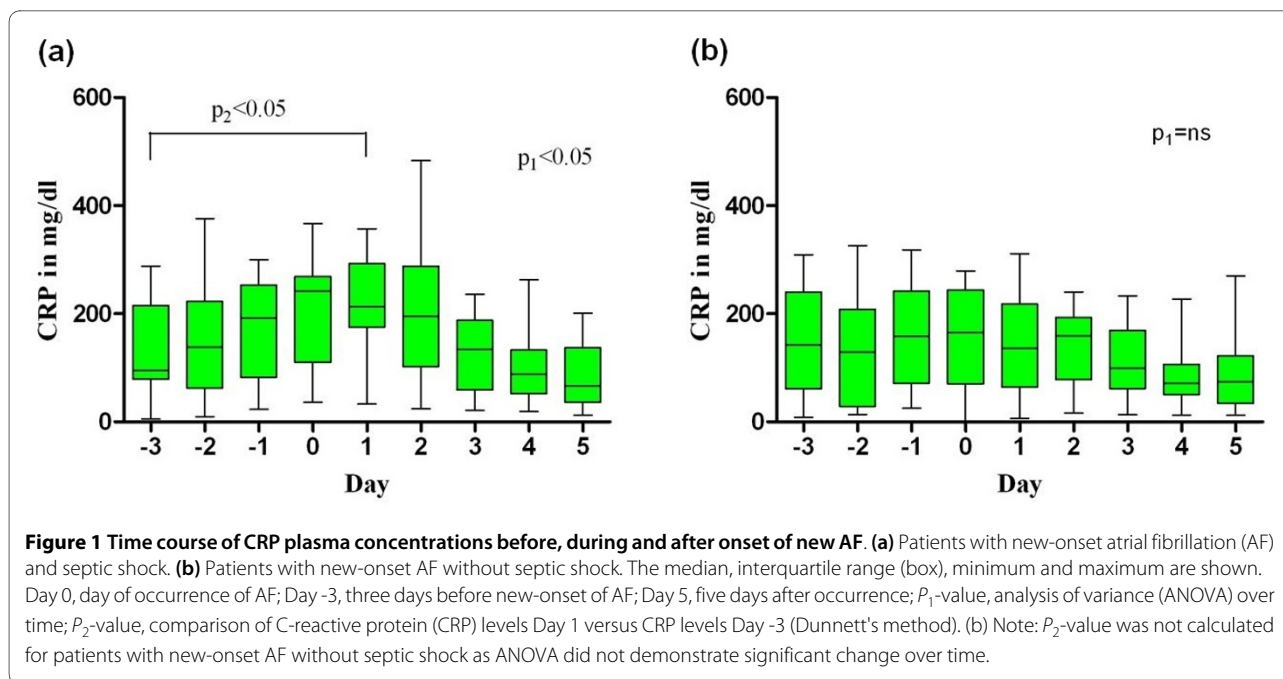 (a)
600
400
200
0
CRP in mg/dl
p2<0.05
p1<0.05
-3 -2 -1 0 1 2 3 4 5
Day
(b)
600
400
200
0
CRP in mg/dl
p1=ns
-3 -2 -1 0 1 2 3 4 5
Day
Figure 1 Time course of CRP plasma concentrations before, during and after onset of new AF. (a) Patients with new-onset atrial fibrillation (AF)
and septic shock. (b) Patients with new-onset AF without septic shock. The median, interquartile range (box), minimum and maximum are shown.
Day 0, day of occurrence of AF; Day -3, three days before new-onset of AF; Day 5, five days after occurrence; P1-value, analysis of variance (ANOVA) over
time; P2-value, comparison of C-reactive protein (CRP) levels Day 1 versus CRP levels Day -3 (Dunnett's method). (b) Note: P2-value was not calculated
for patients with new-onset AF without septic shock as ANOVA did not demonstrate significant change over time.